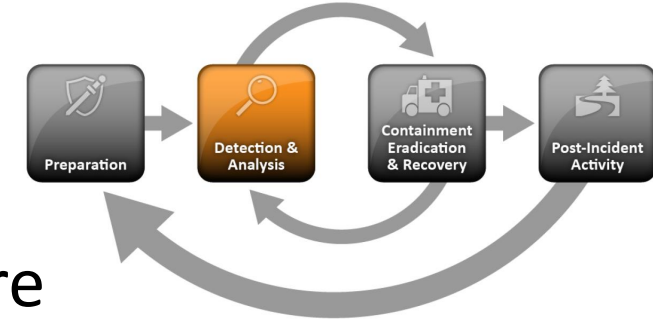 Preparation
Detection &
Analysis
Containment
Eradication
& Recovery
Post-Incident
Activity
re